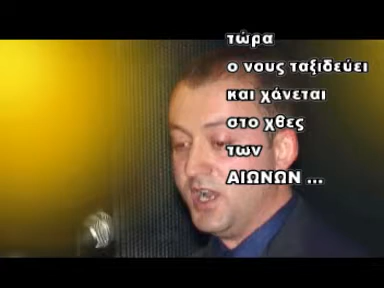 τώρα
ο νους ταξιδεύει
και χάνεται
στο χθες
των
ΑΙΩΝΩΝ ...